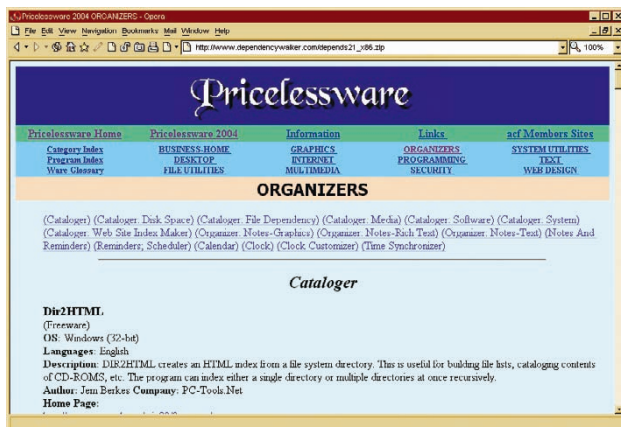 Pricelessware 2004 ORGANIZERS - Opera
File Edit View Navigation Bookmarks Mail Window Help
http://www.dependencywalker.com/depends21_x86.zip 100%
Pricelessware
Pricelessware Home Pricelessware 2004 Information Links acf Members Sites
Category Index BUSINESS-HOME GRAPHICS ORGANIZERS SYSTEM UTILITIES
Program Index DESKTOP INTERNET PROGRAMMING TEXT
Ware Glossary FILE UTILITIES MULTIMEDIA SECURITY WEB DESIGN
ORGANIZERS
(Cataloger) (Cataloger: Disk Space) (Cataloger: File Dependency) (Cataloger: Media) (Cataloger: Software) (Cataloger: System)
(Cataloger: Web Site Index Maker) (Organizer: Notes-Graphics) (Organizer: Notes-Rich Text) (Organizer: Notes-Text) (Notes And
Reminders) (Reminders; Scheduler) (Calendar) (Clock) (Clock Customizer) (Time Synchronizer)
Cataloger
Dir2HTML
(Freeware)
OS: Windows (32-bit)
Languages: English
Description: DIR2HTML creates an HTML index from a file system directory. This is useful for building file lists, cataloging contents
of CD-ROMS, etc. The program can index either a single directory or multiple directories at once recursively.
Author: Jem Berkes Company: PC-Tools.Net
Home Page: